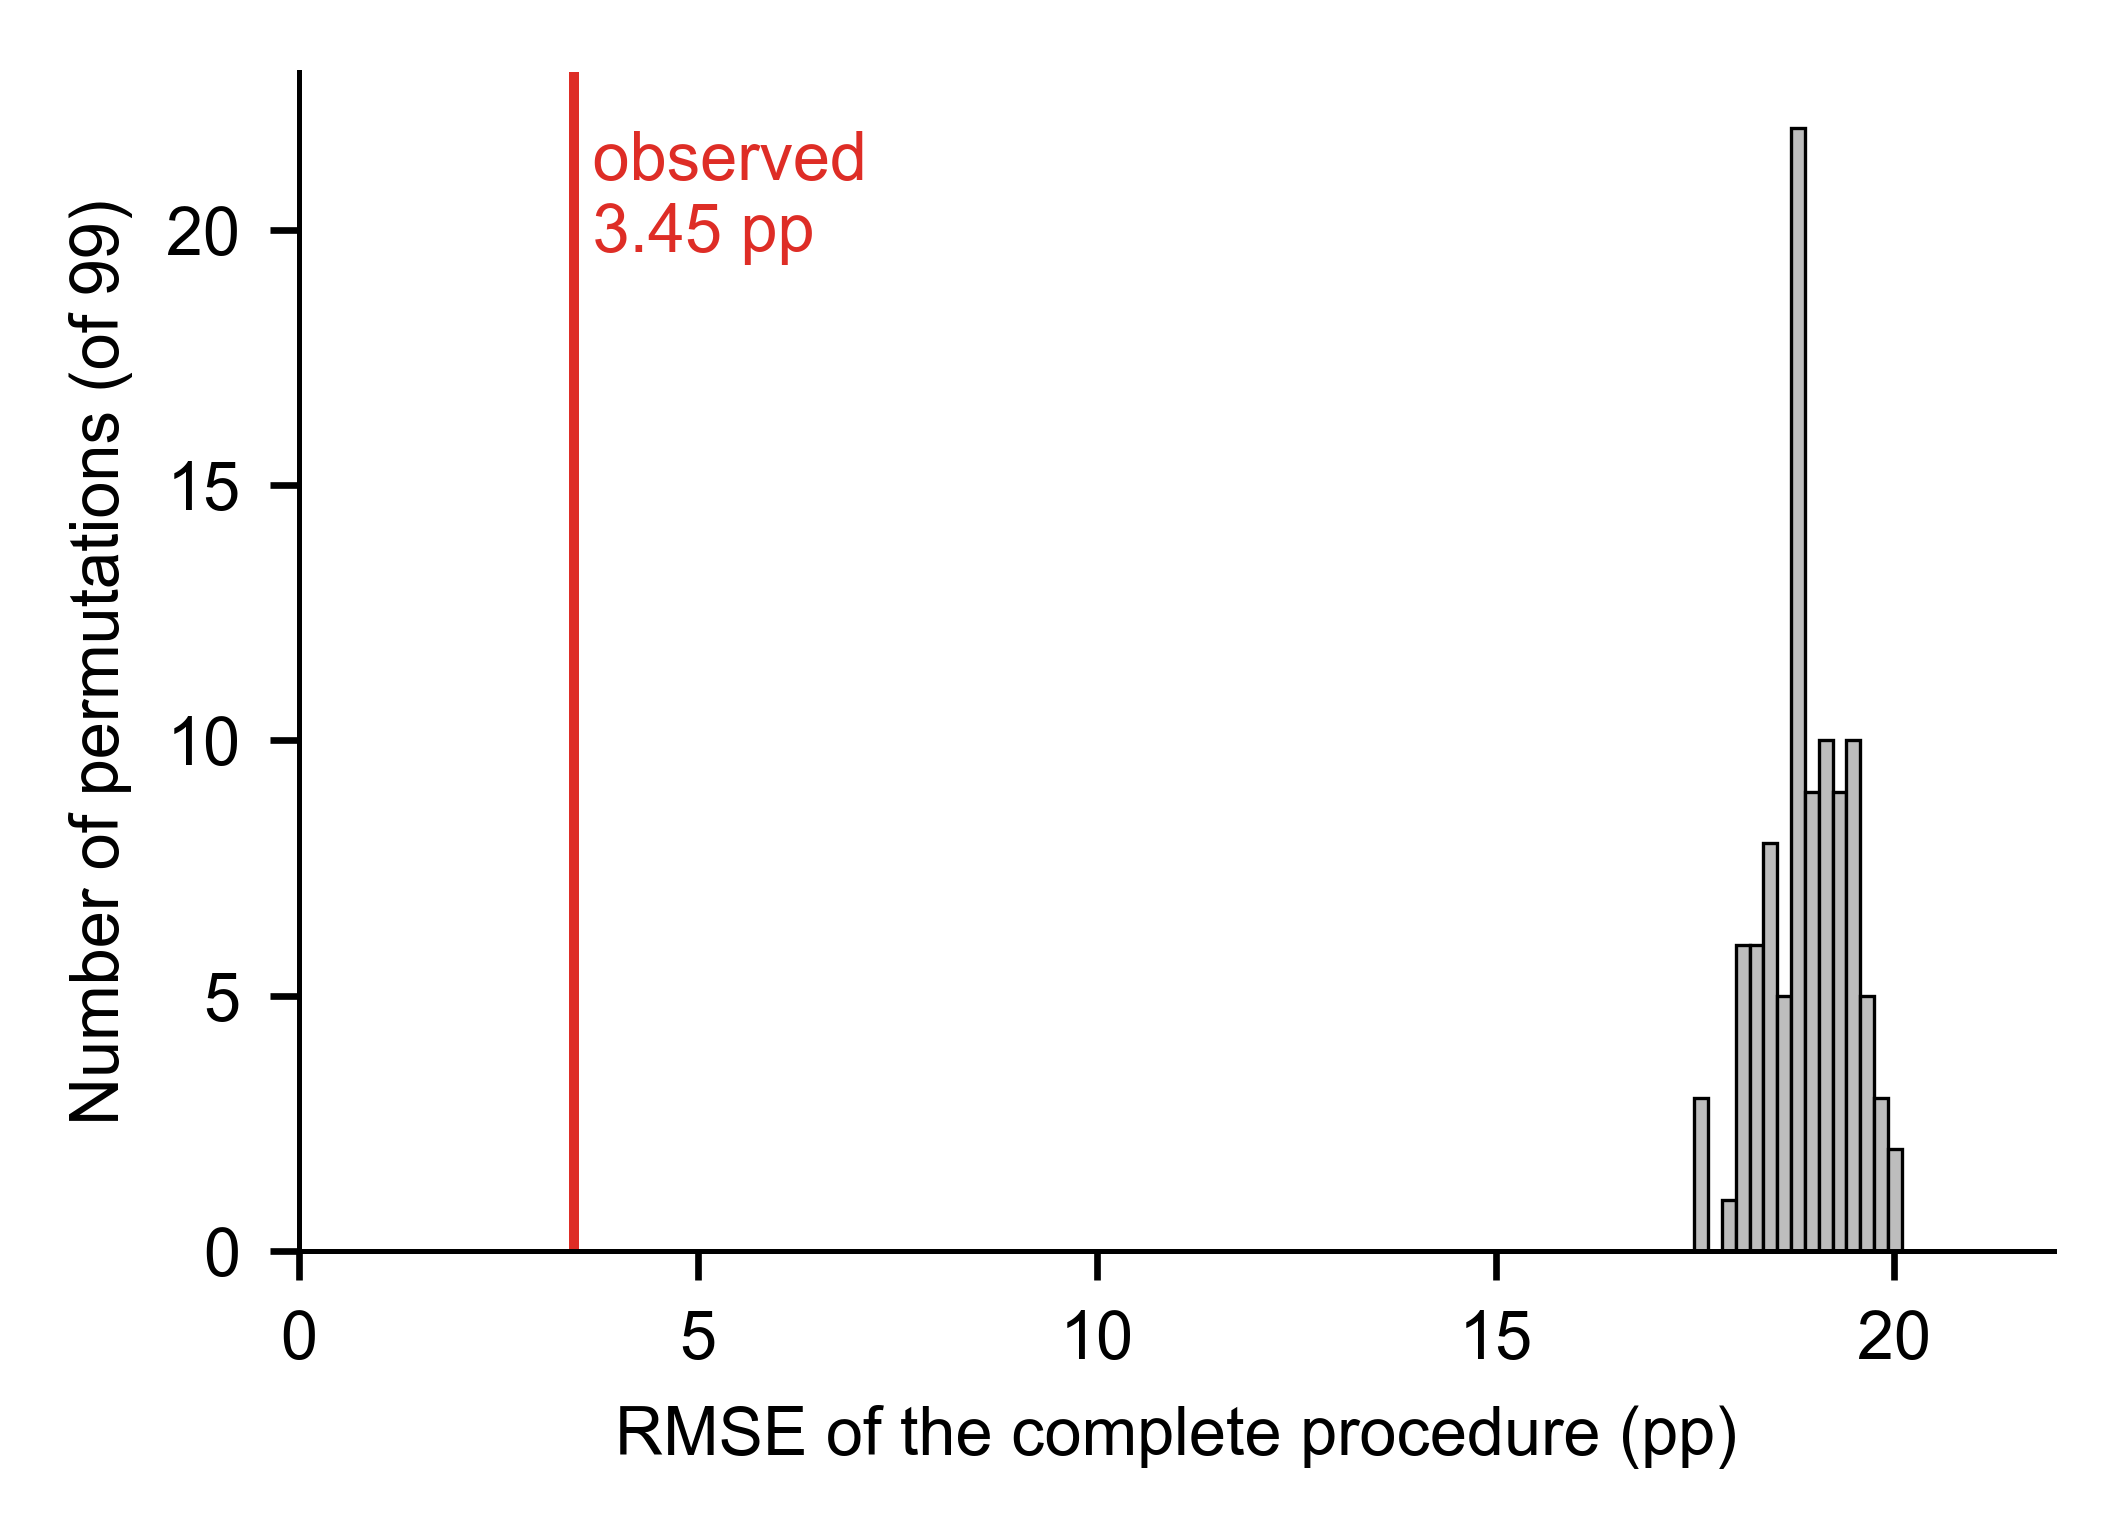 observed
3.45 pp
Number of permutations (of 99)
20
15
10
5
0
0 5 10 15 20
RMSE of the complete procedure (pp)